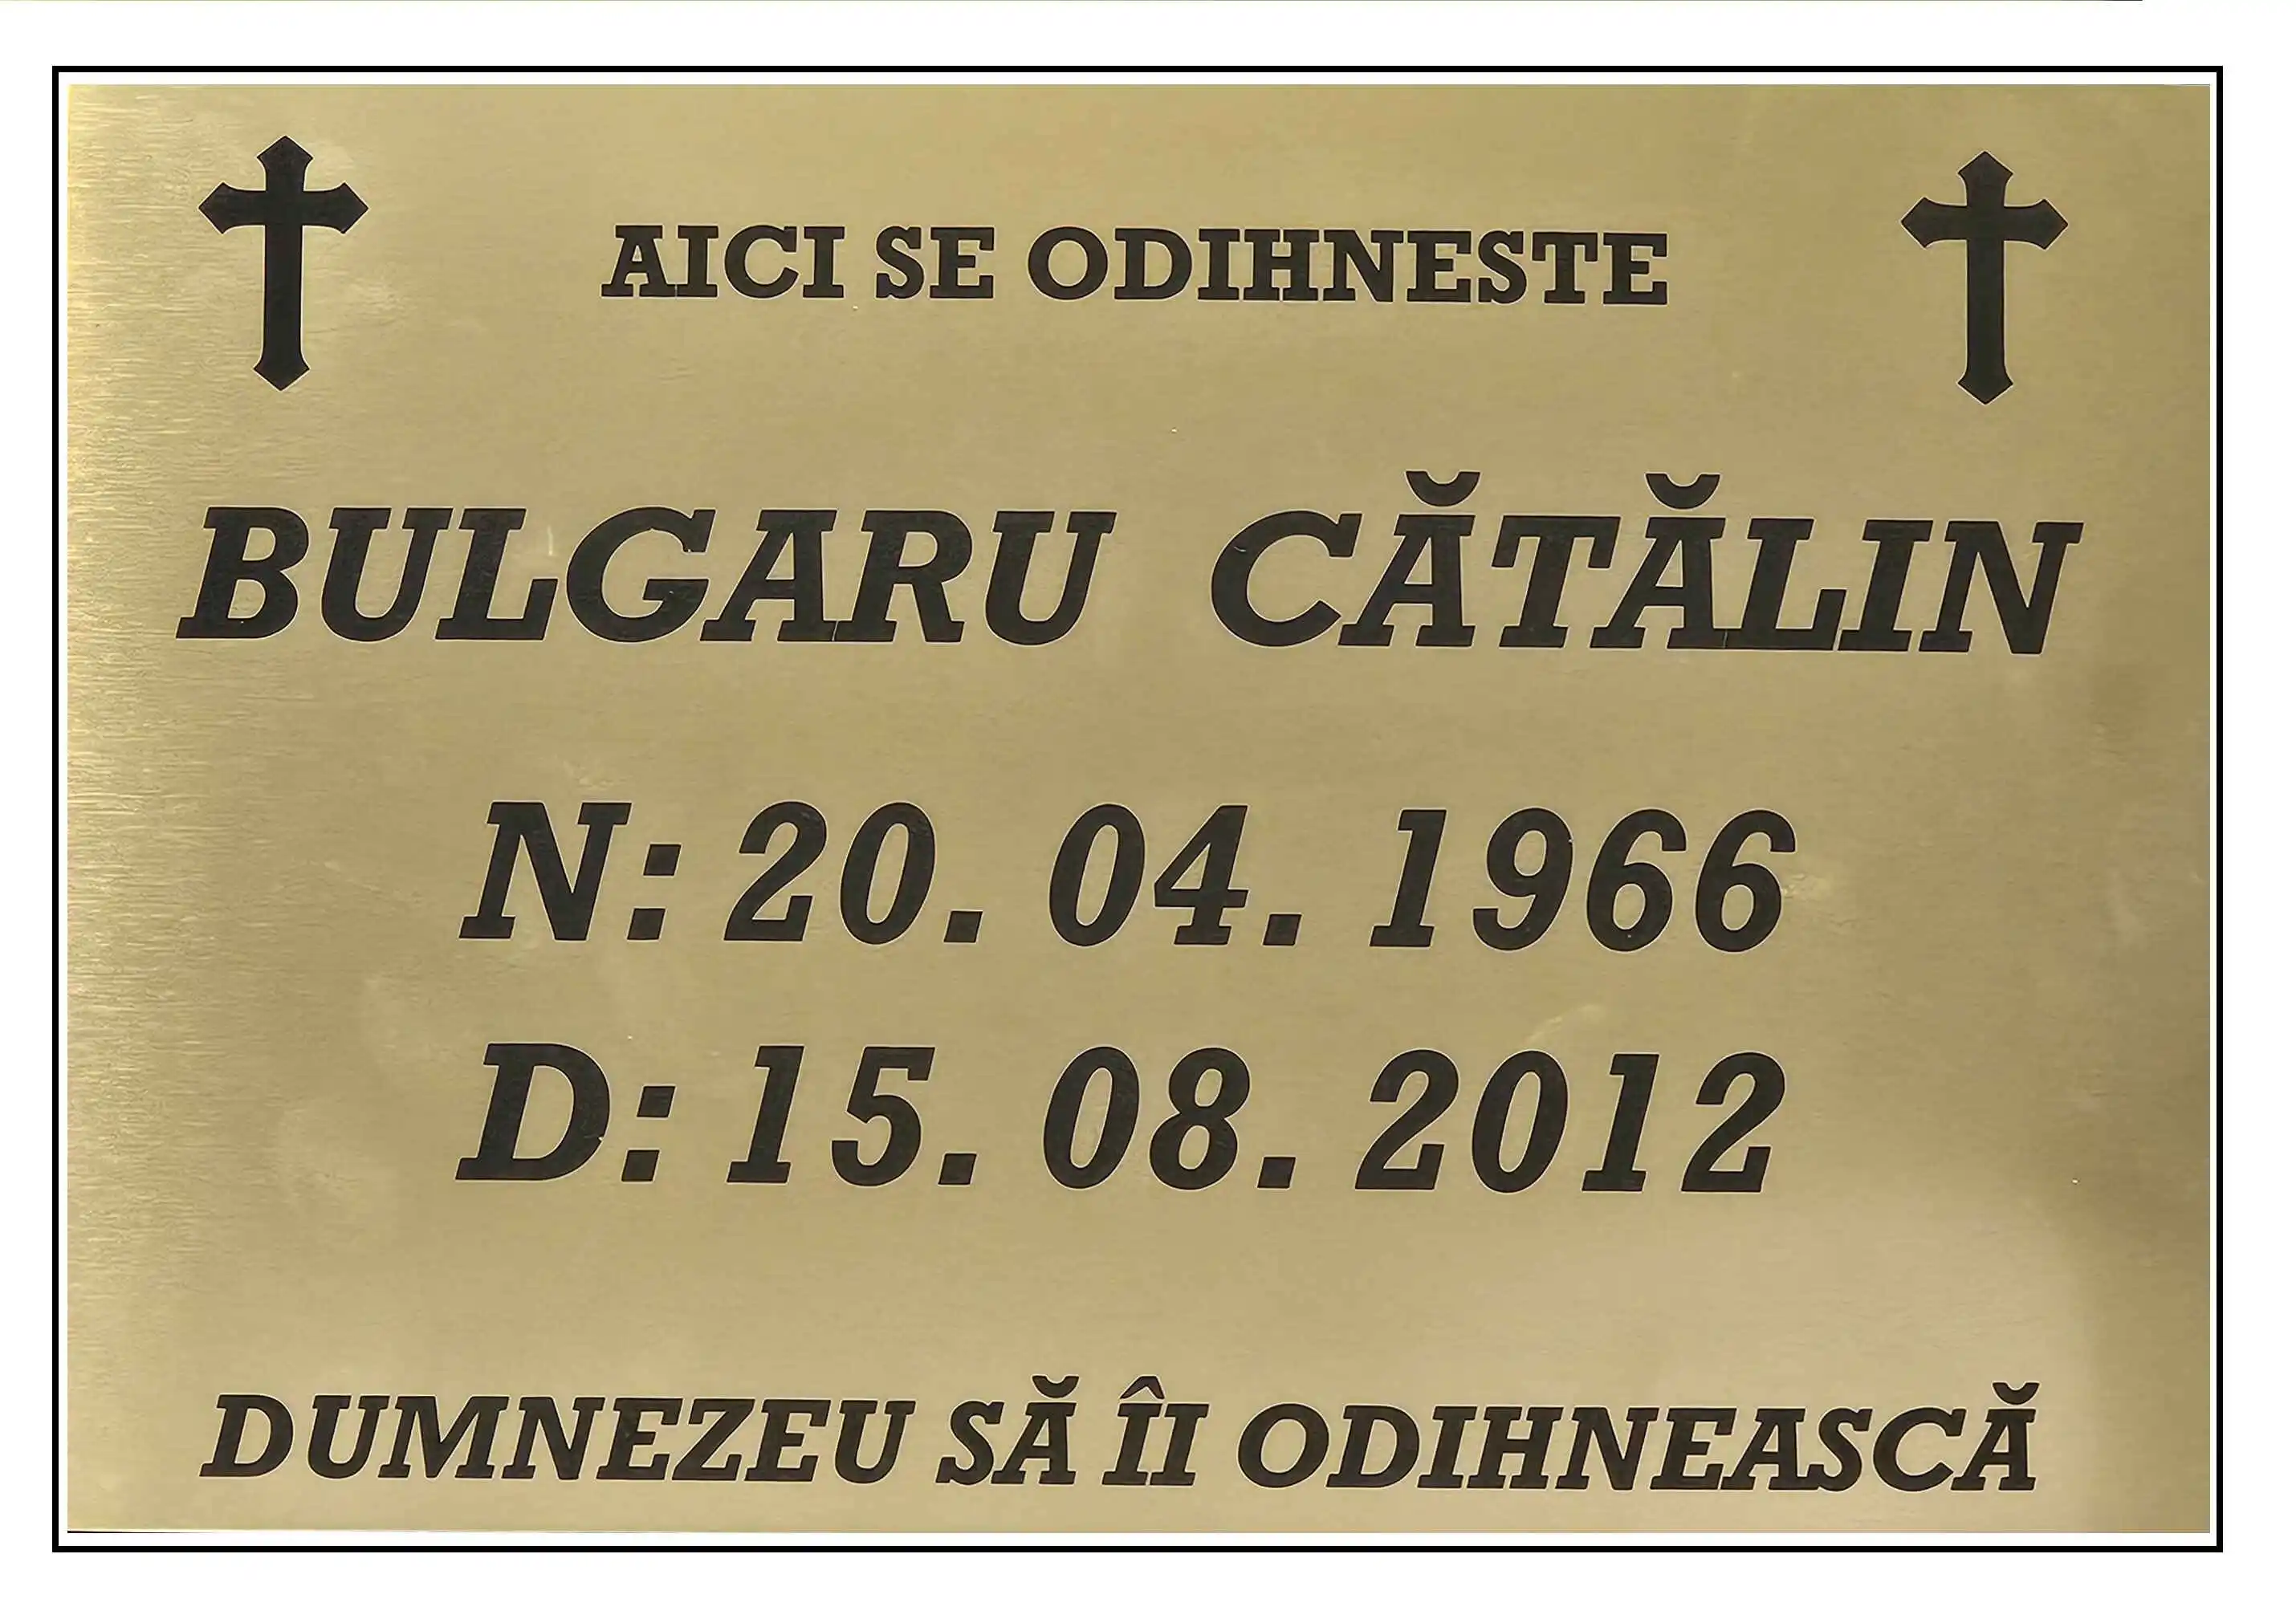 AICI SE ODIHNESTE
BULGARU CĂTĂLIN
N: 20. 04. 1966
D: 15. 08. 2012
DUMNEZEU SĂ ÎI ODIHNEASCĂ